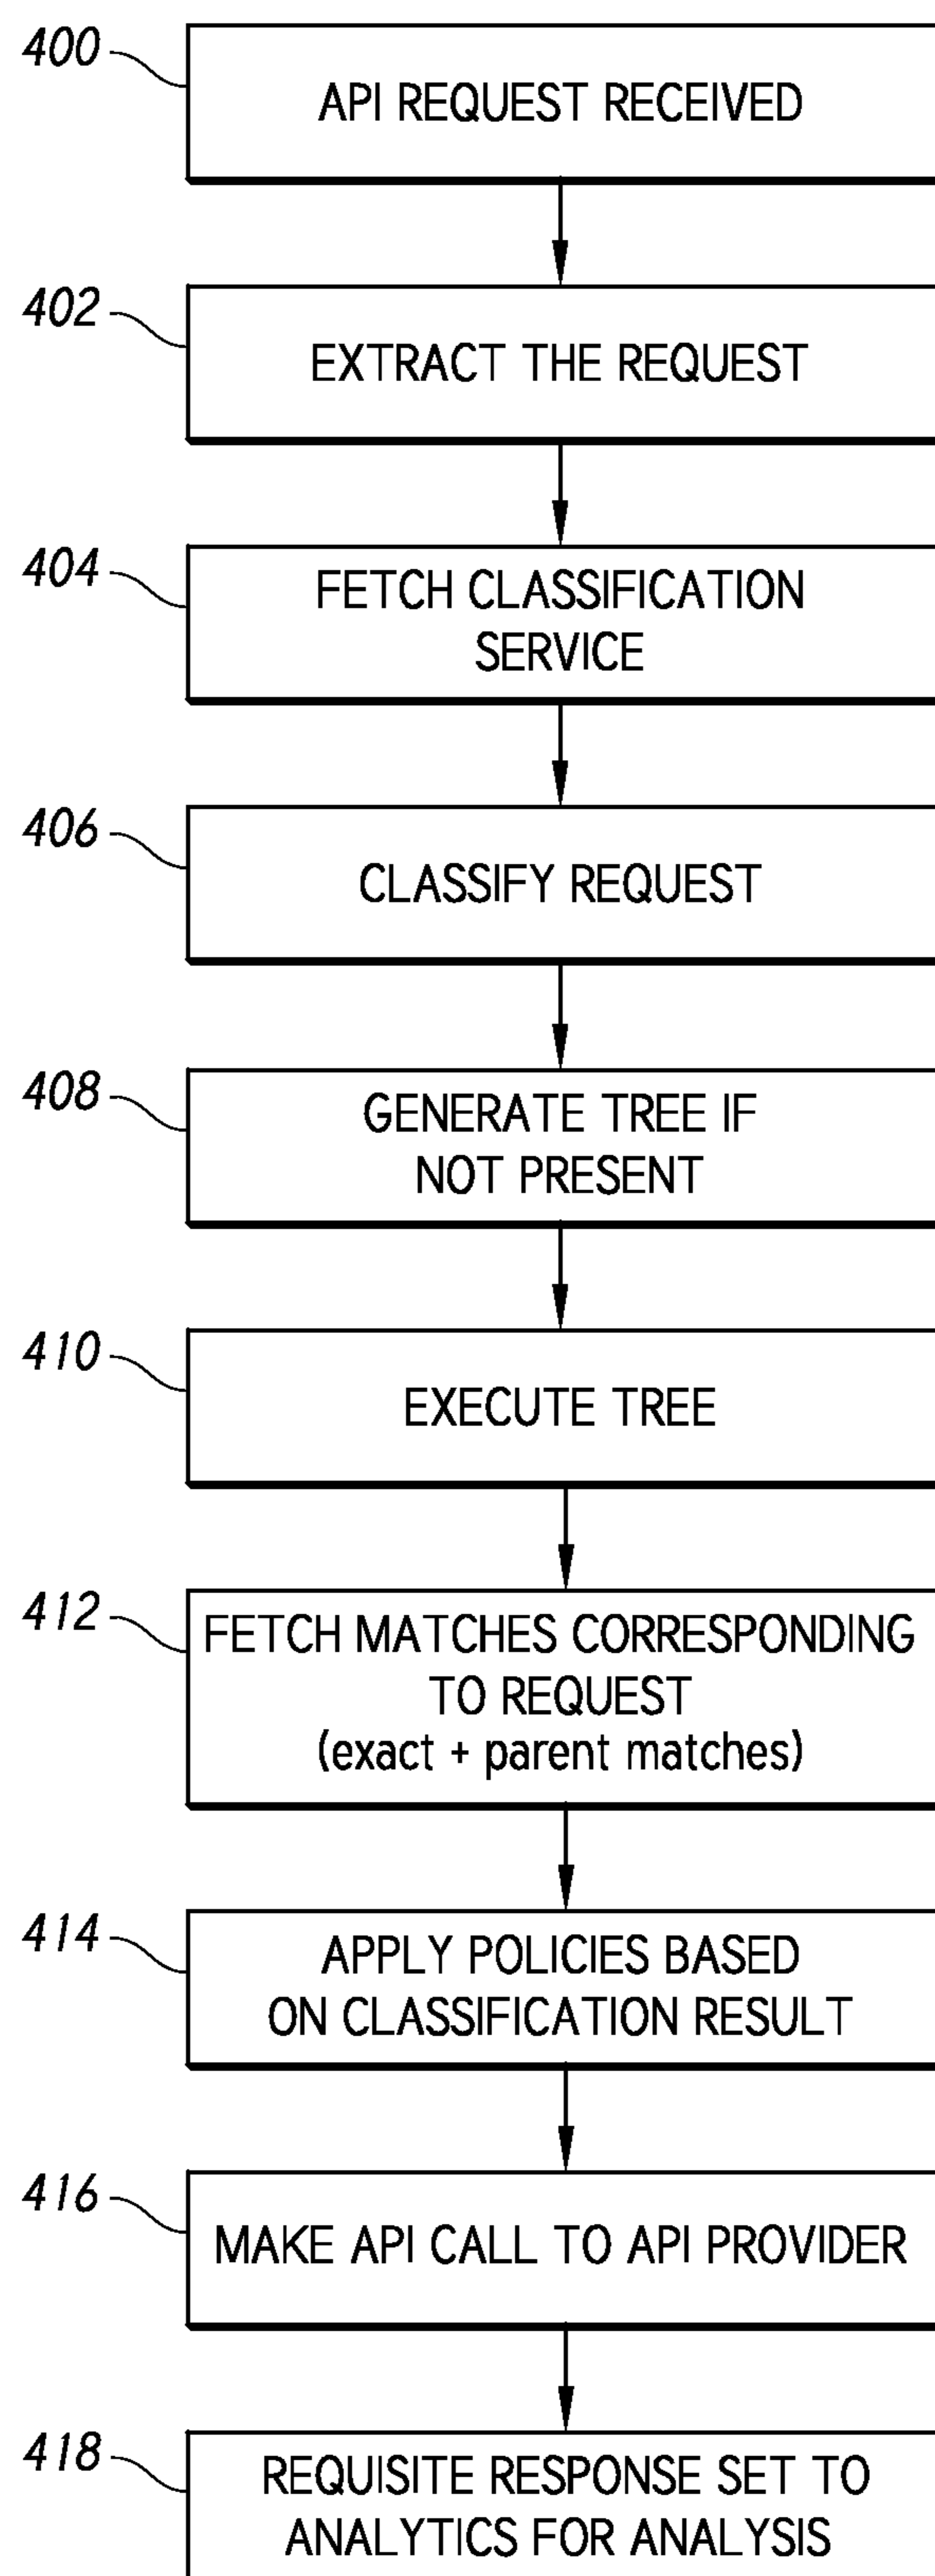 400
API REQUEST RECEIVED
402
EXTRACT THE REQUEST
404
FETCH CLASSIFICATION
SERVICE
406
CLASSIFY REQUEST
408
GENERATE TREE IF
NOT PRESENT
410
EXECUTE TREE
412
FETCH MATCHES CORRESPONDING
TO REQUEST
(exact + parent matches)
414
APPLY POLICIES BASED
ON CLASSIFICATION RESULT
416
MAKE API CALL TO API PROVIDER
418
REQUISITE RESPONSE SET TO
ANALYTICS FOR ANALYSIS